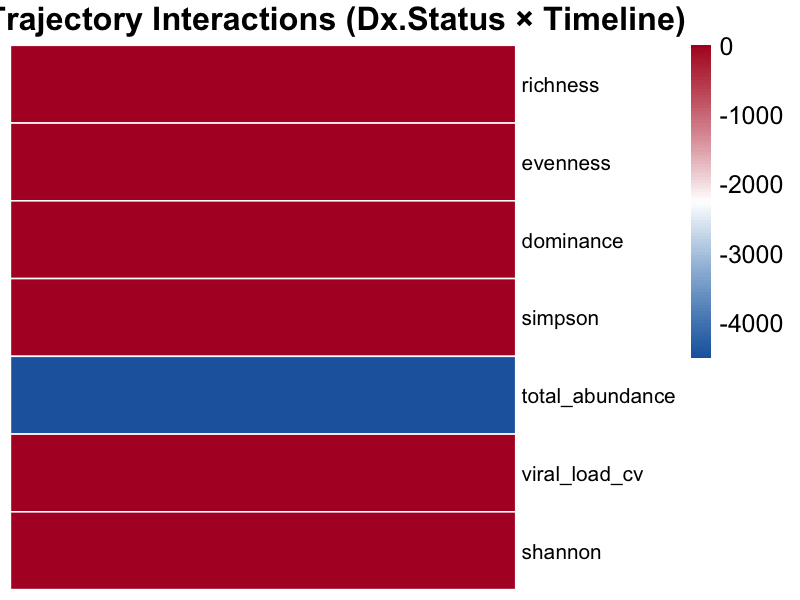 Trajectory Interactions (Dx.Status × Timeline)
richness
evenness
dominance
simpson
total_abundance
viral_load_cv
shannon
0
-1000
-2000
-3000
-4000